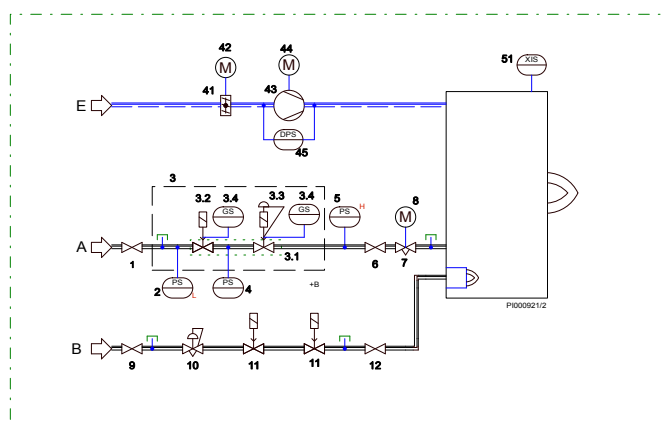 42
44
51
XIS
M
M
41
43
E
DPS
45
3
3.2
3.4
3.3
3.4
5
8
GS
GS
PS
H
M
A
1
3.1
6
7
PS
PS
2
L
4
+B
PI000921/2
B
9
10
11
11
12